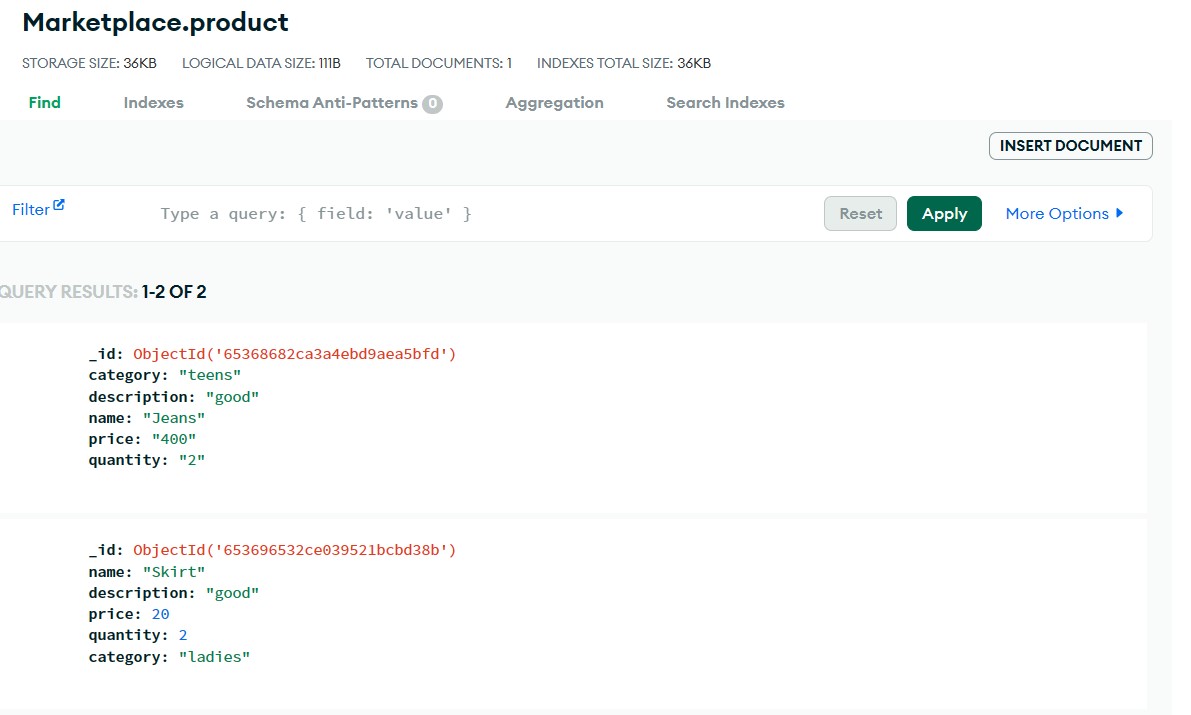 Marketplace.product
STORAGE SIZE: 36KB LOGICAL DATA SIZE: 111B TOTAL DOCUMENTS: 1 INDEXES TOTAL SIZE: 36KB
Find Indexes Schema Anti-Patterns 0 Aggregation Search Indexes
INSERT DOCUMENT
Filter Type a query: { field: 'value' } Reset Apply More Options
QUERY RESULTS: 1-2 OF 2
_id: ObjectId('65368682ca3a4ebd9aea5bfd')
category: "teens"
description: "good"
name: "Jeans"
price: "400"
quantity: "2"
_id: ObjectId('653696532ce039521bcbd38b')
name: "Skirt"
description: "good"
price: 20
quantity: 2
category: "ladies"